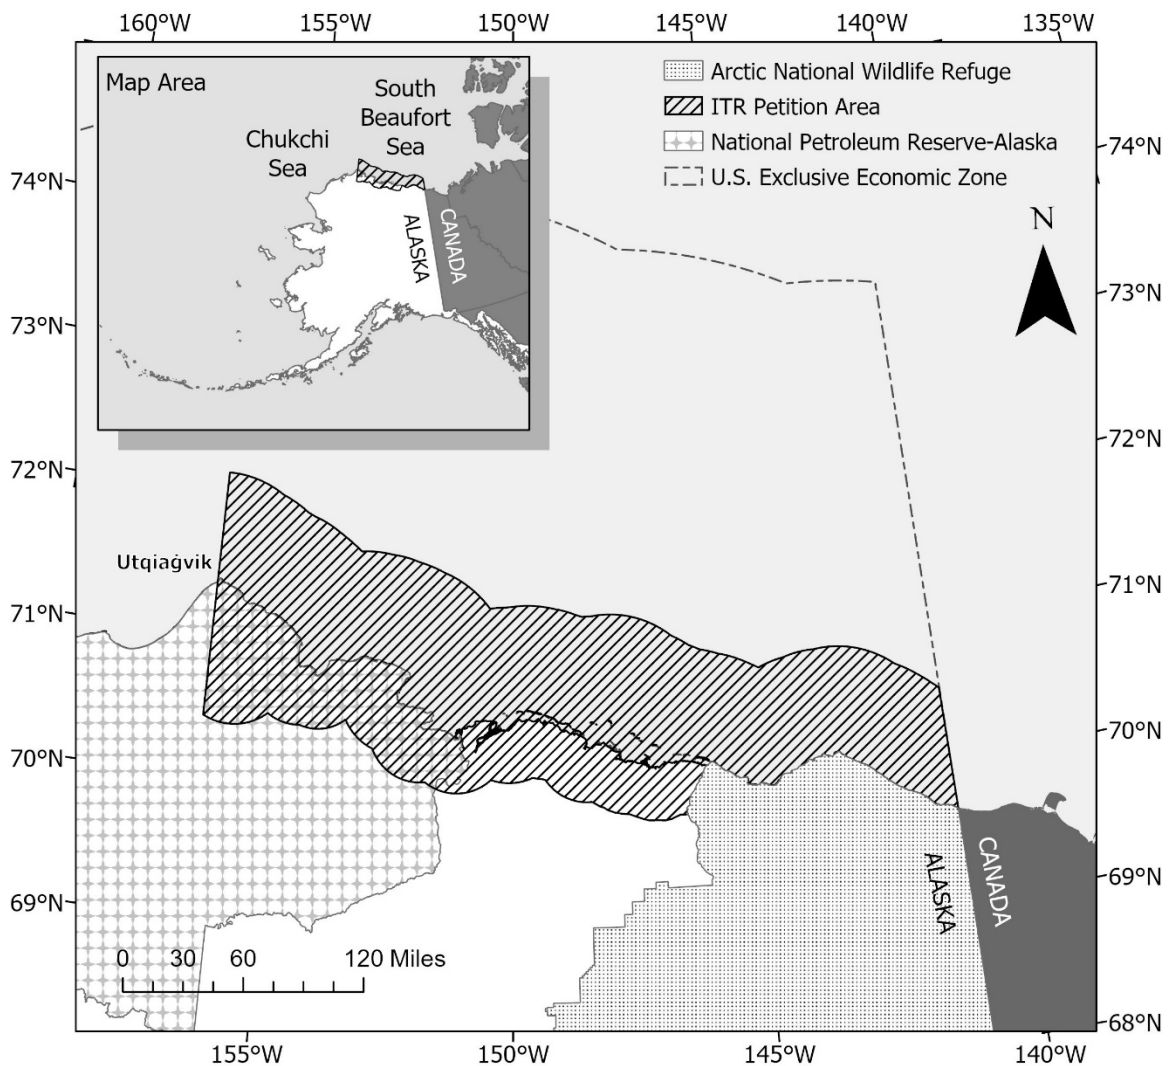 160°W 155°W 150°W 145°W 140°W 135°W
Map Area
Chukchi
Sea
South
Beaufort
Sea
ALASKA
CANADA
Arctic National Wildlife Refuge
ITR Petition Area
National Petroleum Reserve-Alaska
U.S. Exclusive Economic Zone
N
74°N
73°N
72°N
71°N
70°N
69°N
74°N
73°N
72°N
71°N
70°N
69°N
68°N
Utqiaġvik
ALASKA
CANADA
0 30 60 120 Miles
155°W 150°W 145°W 140°W